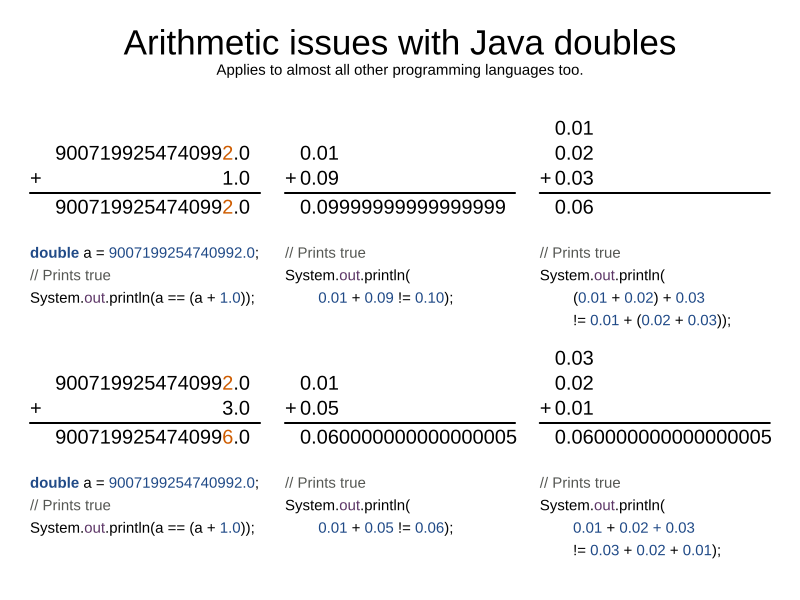 Arithmetic issues with Java doubles
Applies to almost all other programming languages too.
9007199254740992.0
+ 1.0
9007199254740992.0
double a = 9007199254740992.0;
// Prints true
System.out.println(a == (a + 1.0));
0.01
+ 0.09
0.09999999999999999
// Prints true
System.out.println(
0.01 + 0.09 != 0.10);
0.01
0.02
+ 0.03
0.06
// Prints true
System.out.println(
(0.01 + 0.02) + 0.03
!= 0.01 + (0.02 + 0.03));
9007199254740992.0
+ 3.0
9007199254740996.0
double a = 9007199254740992.0;
// Prints true
System.out.println(a == (a + 1.0));
0.01
+ 0.05
0.060000000000000005
// Prints true
System.out.println(
0.01 + 0.05 != 0.06);
0.03
0.02
+ 0.01
0.060000000000000005
// Prints true
System.out.println(
0.01 + 0.02 + 0.03
!= 0.03 + 0.02 + 0.01);